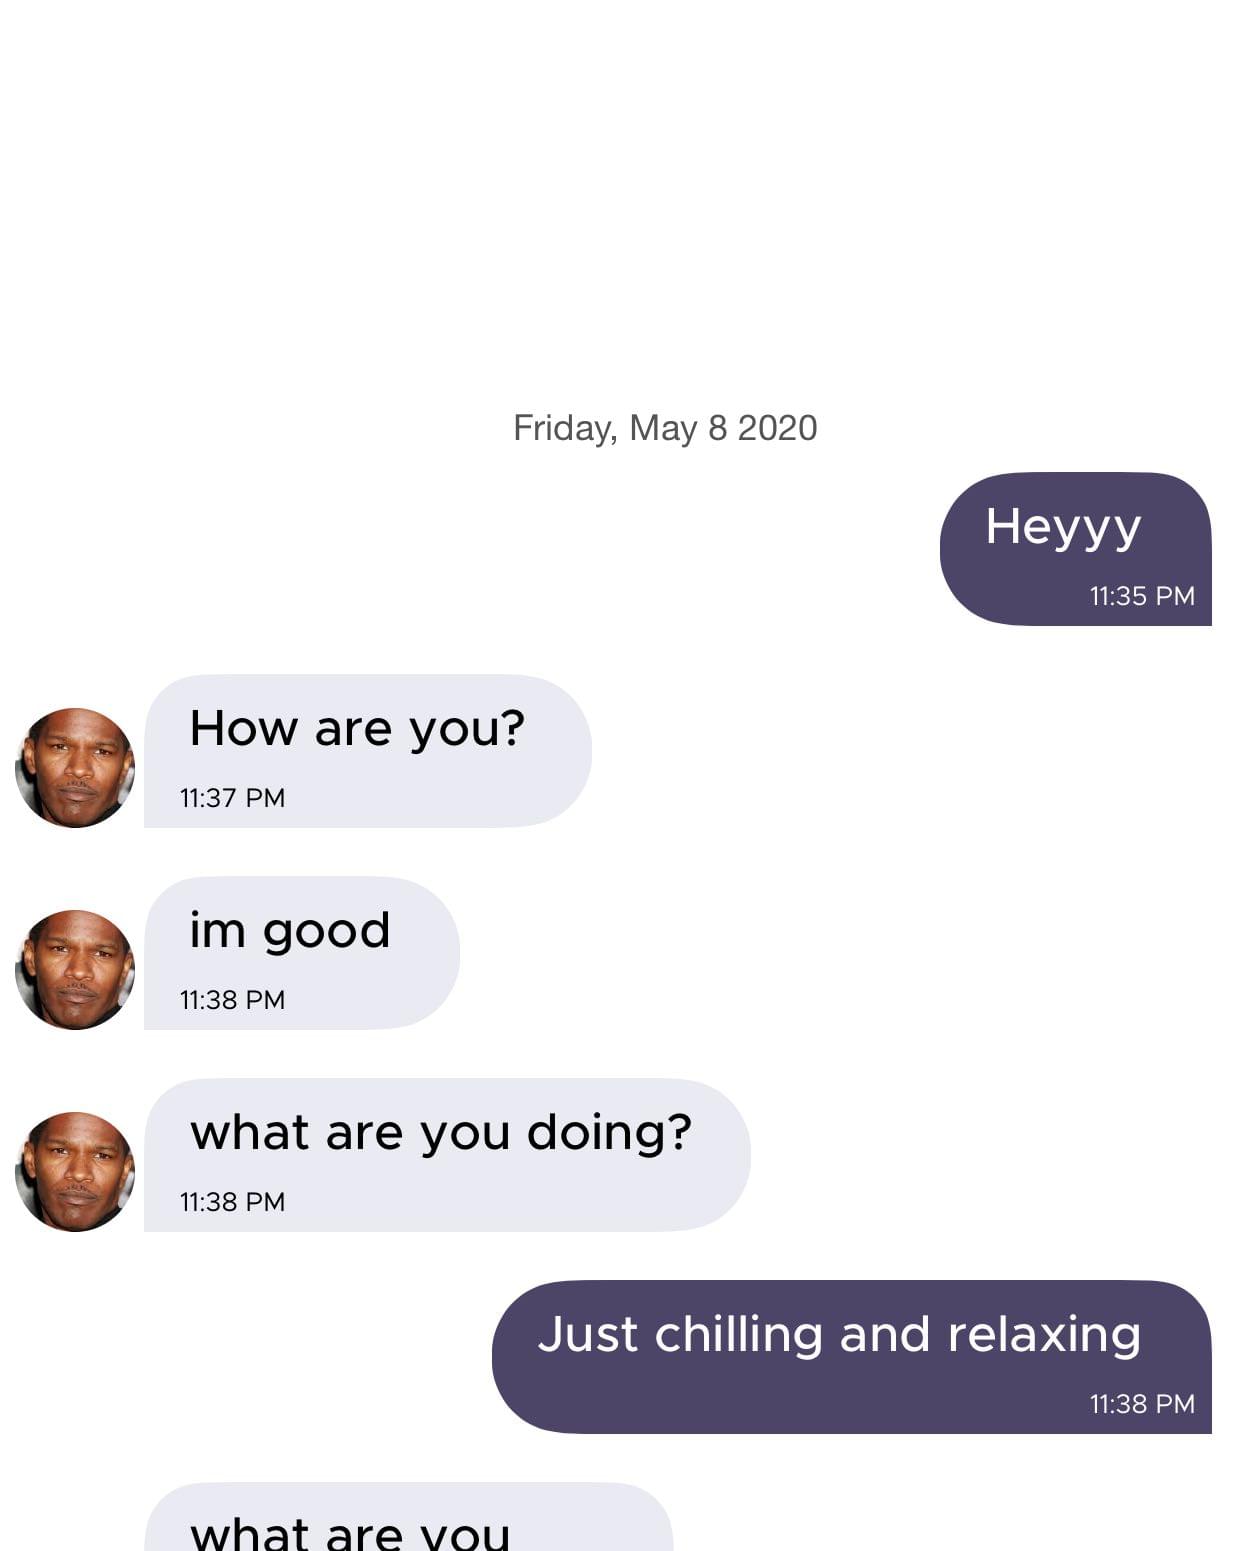 Friday, May 8 2020
Heyyy
11:35 PM
How are you?
11:37 PM
im good
11:38 PM
what are you doing?
11:38 PM
Just chilling and relaxing
11:38 PM
what are you